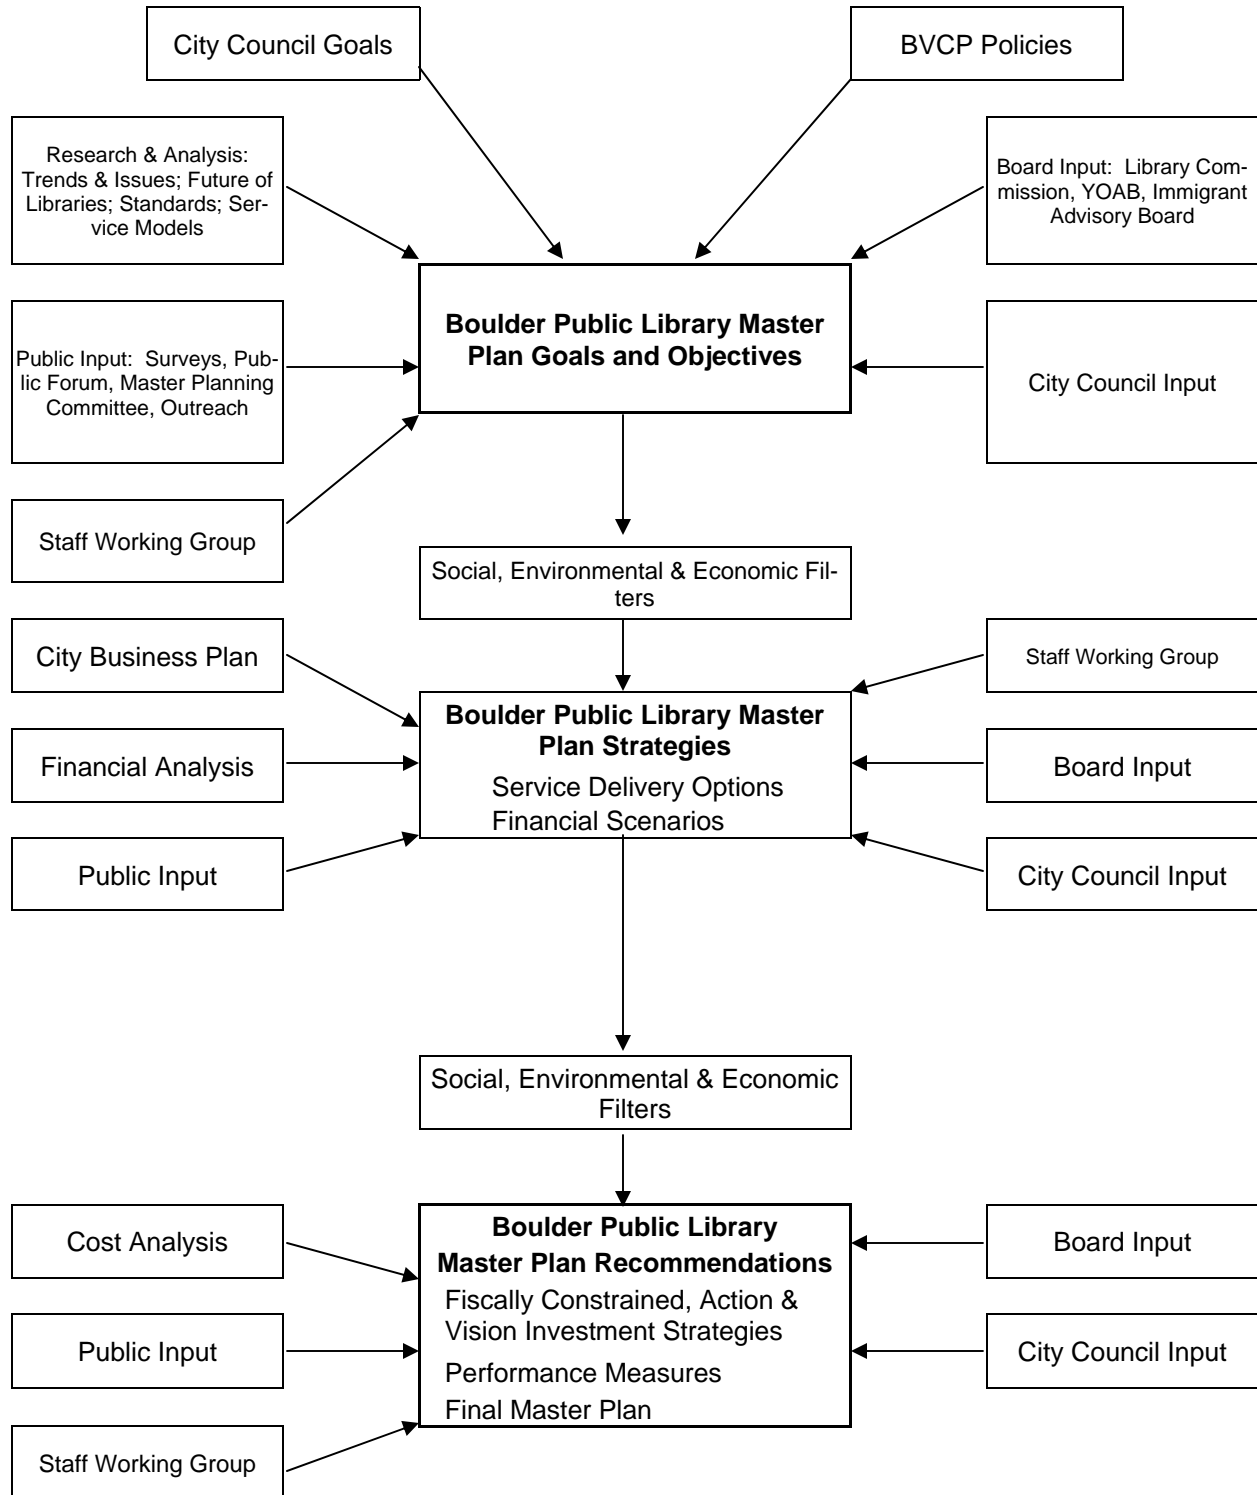 City Council Goals
BVCP Policies
Research & Analysis:
Trends & Issues; Future of
Libraries; Standards; Ser-
vice Models
Board Input:  Library Com-
mission, YOAB, Immigrant
Advisory Board
Boulder Public Library Master
Plan Goals and Objectives
Public Input:  Surveys, Pub-
lic Forum, Master Planning
Committee, Outreach
City Council Input
Staff Working Group
Social, Environmental & Economic Fil-
ters
City Business Plan
Staff Working Group
Boulder Public Library Master
Plan Strategies
Service Delivery Options
Financial Scenarios
Financial Analysis
Board Input
Public Input
City Council Input
Social, Environmental & Economic
Filters
Cost Analysis
Board Input
Boulder Public Library
Master Plan Recommendations
Fiscally Constrained, Action &
Vision Investment Strategies
Performance Measures
Final Master Plan
Public Input
City Council Input
Staff Working Group